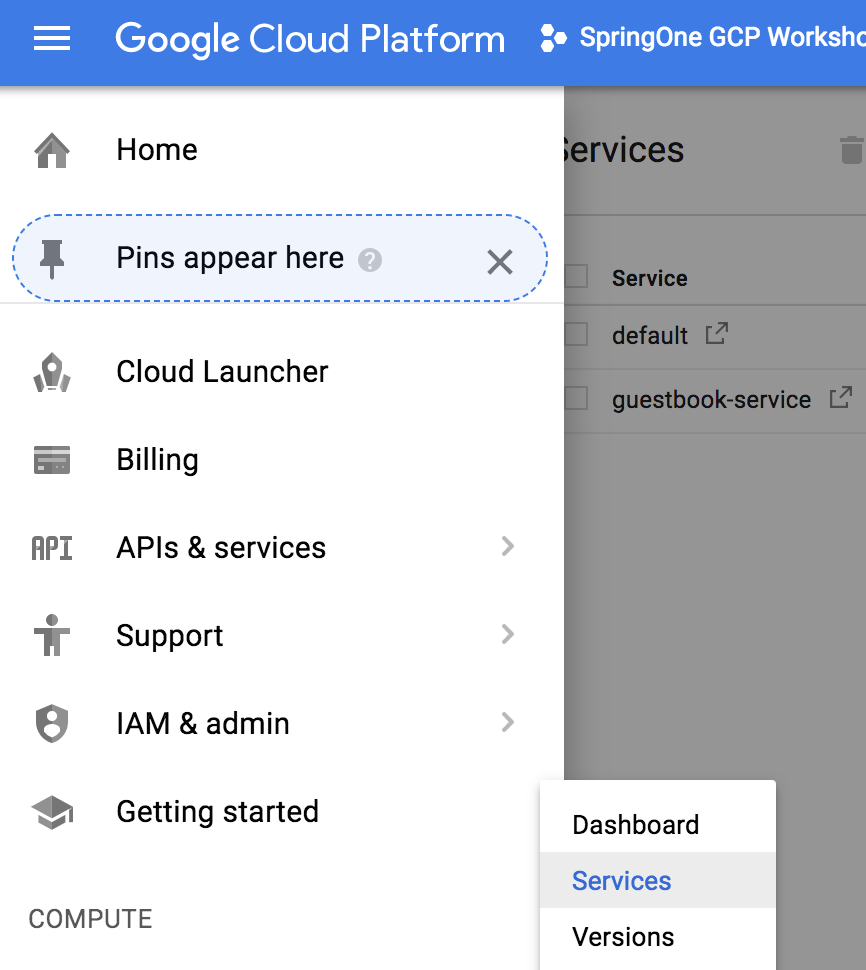 Google Cloud Platform
SpringOne GCP Worksho
Home
Services
Pins appear here ?
Service
default
guestbook-service
Cloud Launcher
Billing
API APIs & services
Support
IAM & admin
Getting started
COMPUTE
Dashboard
Services
Versions